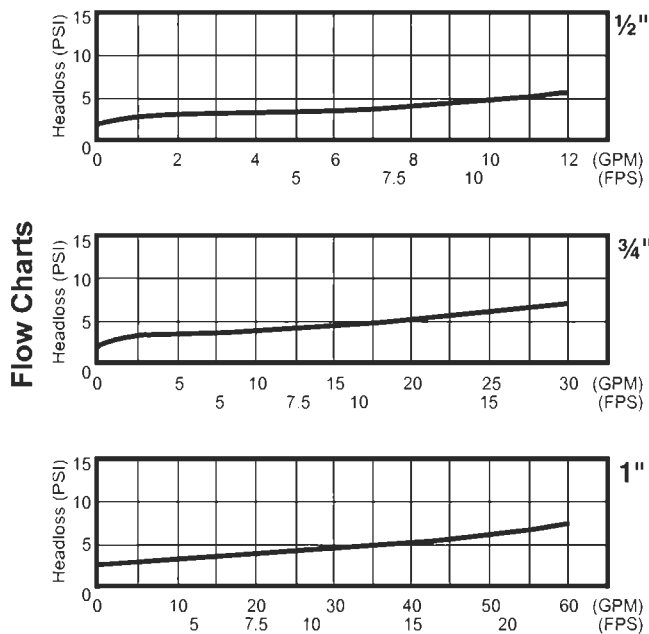 Flow Charts
½"
Headloss (PSI)
15
10
5
0
0 2 4 6 8 10 12 (GPM)
5 7.5 10 (FPS)
¾"
Headloss (PSI)
15
10
5
0
0 5 10 15 20 25 30 (GPM)
5 7.5 10 15 (FPS)
1"
Headloss (PSI)
15
10
5
0
0 10 20 30 40 50 60 (GPM)
5 7.5 10 15 20 (FPS)